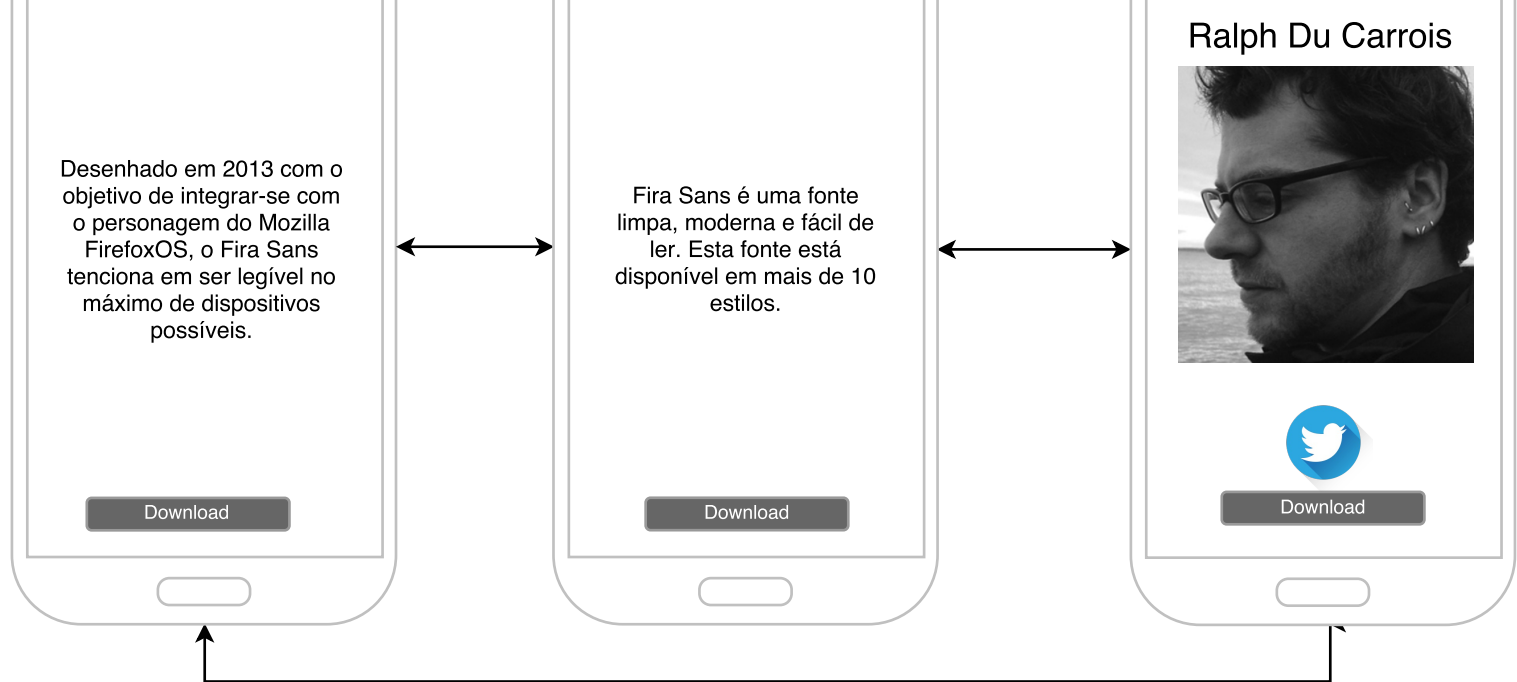 Desenhado em 2013 com o
objetivo de integrar-se com
o personagem do Mozilla
FirefoxOS, o Fira Sans
tenciona em ser legível no
máximo de dispositivos
possíveis.
Download
Fira Sans é uma fonte
limpa, moderna e fácil de
ler. Esta fonte está
disponível em mais de 10
estilos.
Download
Ralph Du Carrois
Download